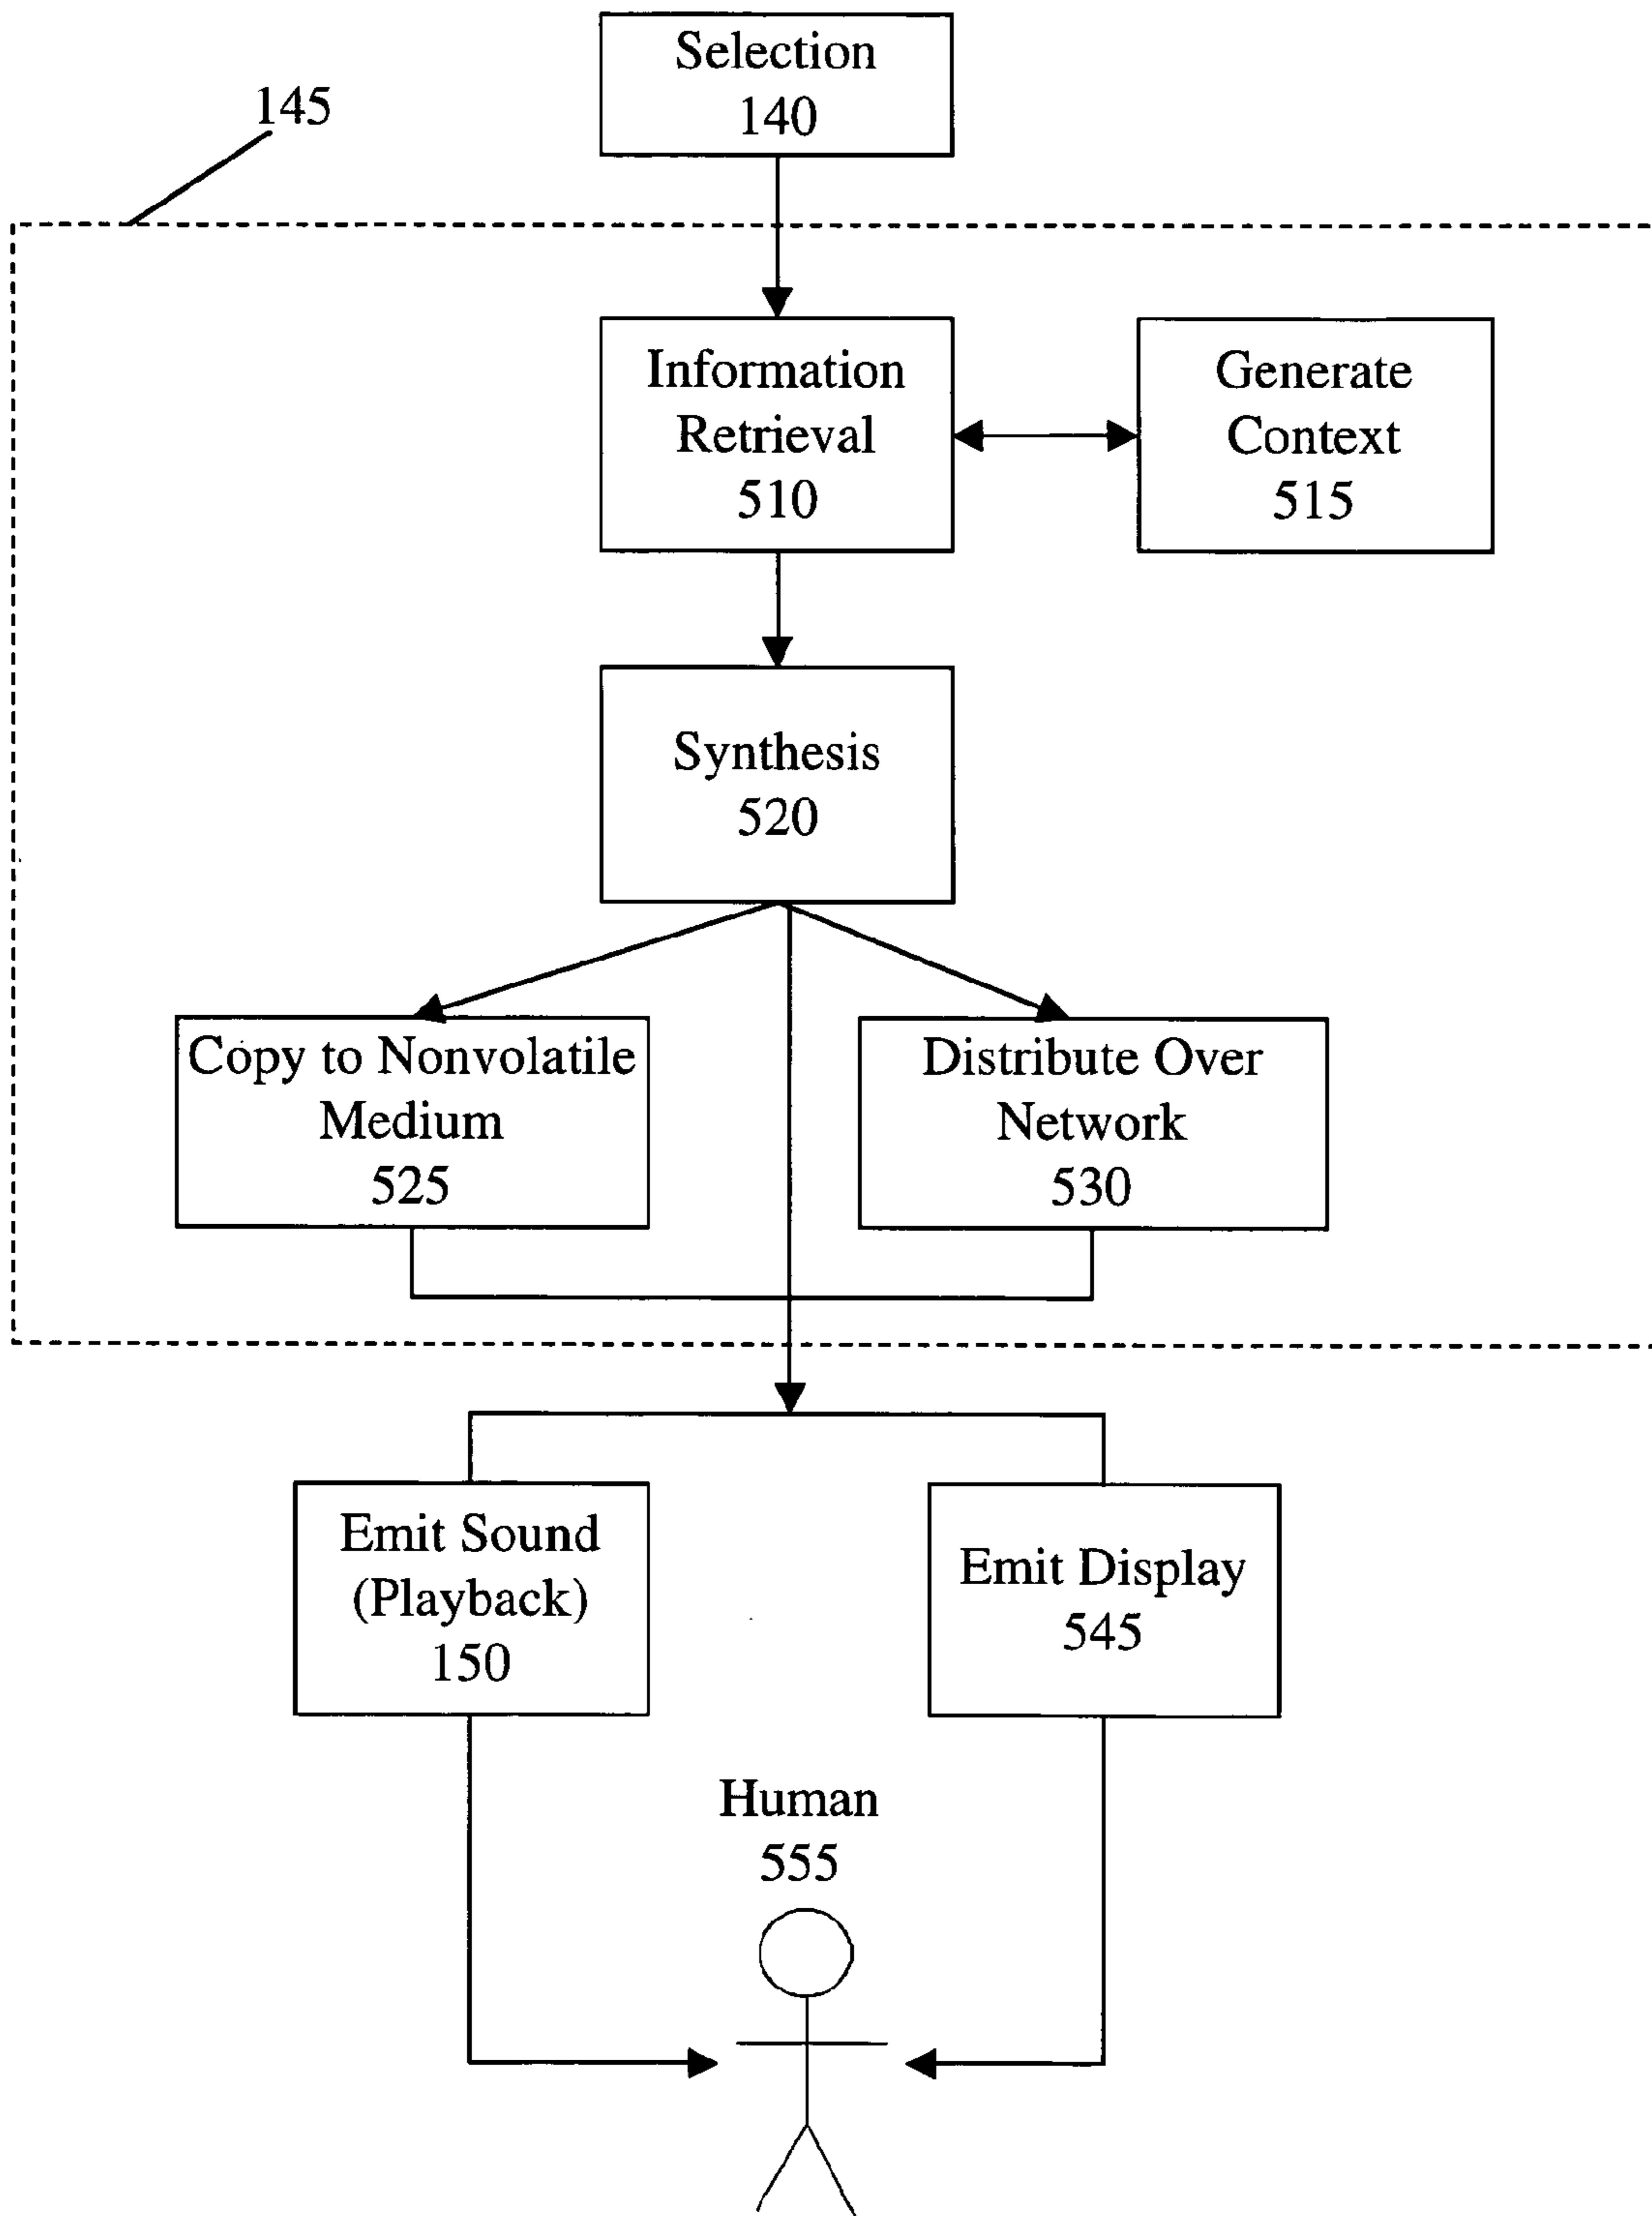 Selection
140
145
Information
Retrieval
510
Generate
Context
515
Synthesis
520
Copy to Nonvolatile
Medium
525
Distribute Over
Network
530
Emit Sound
(Playback)
150
Emit Display
545
Human
555